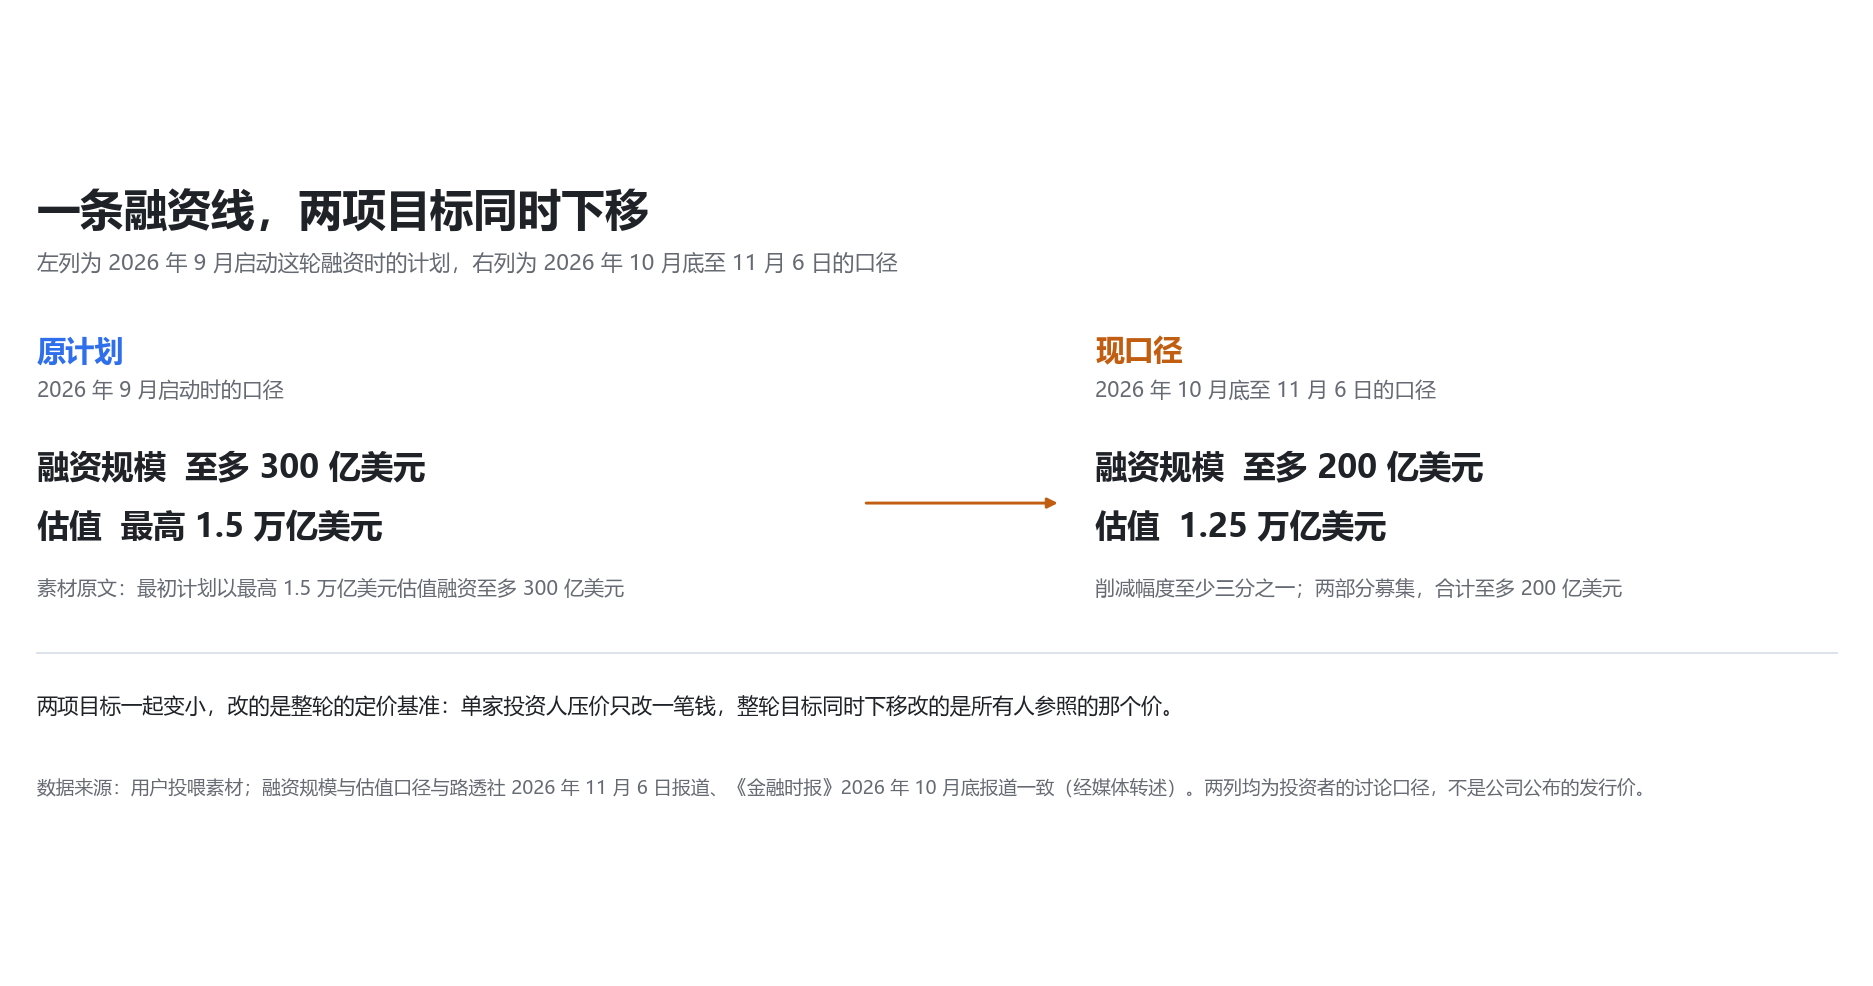 一条融资线，两项目标同时下移
左列为 2026 年 9 月启动这轮融资时的计划，右列为 2026 年 10 月底至 11 月 6 日的口径
原计划
2026 年 9 月启动时的口径
融资规模 至多 300 亿美元
估值 最高 1.5 万亿美元
素材原文：最初计划以最高 1.5 万亿美元估值融资至多 300 亿美元
现口径
2026 年 10 月底至 11 月 6 日的口径
融资规模 至多 200 亿美元
估值 1.25 万亿美元
削减幅度至少三分之一；两部分募集，合计至多 200 亿美元
两项目标一起变小，改的是整轮的定价基准：单家投资人压价只改一笔钱，整轮目标同时下移改的是所有人参照的那个价。
数据来源：用户投喂素材；融资规模与估值口径与路透社 2026 年 11 月 6 日报道、《金融时报》2026 年 10 月底报道一致（经媒体转述）。两列均为投资者的讨论口径，不是公司公布的发行价。